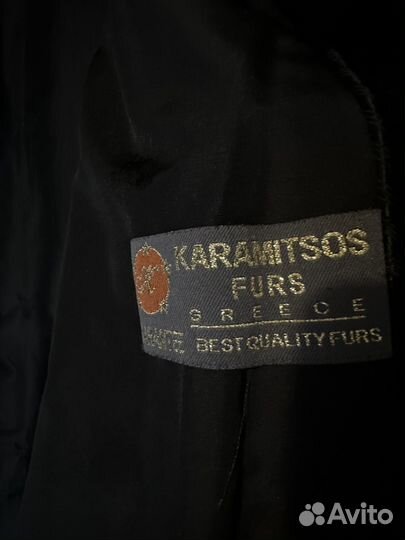 KARAMITSOS
FURS
GREECE
BEST QUALITY FURS
Avito